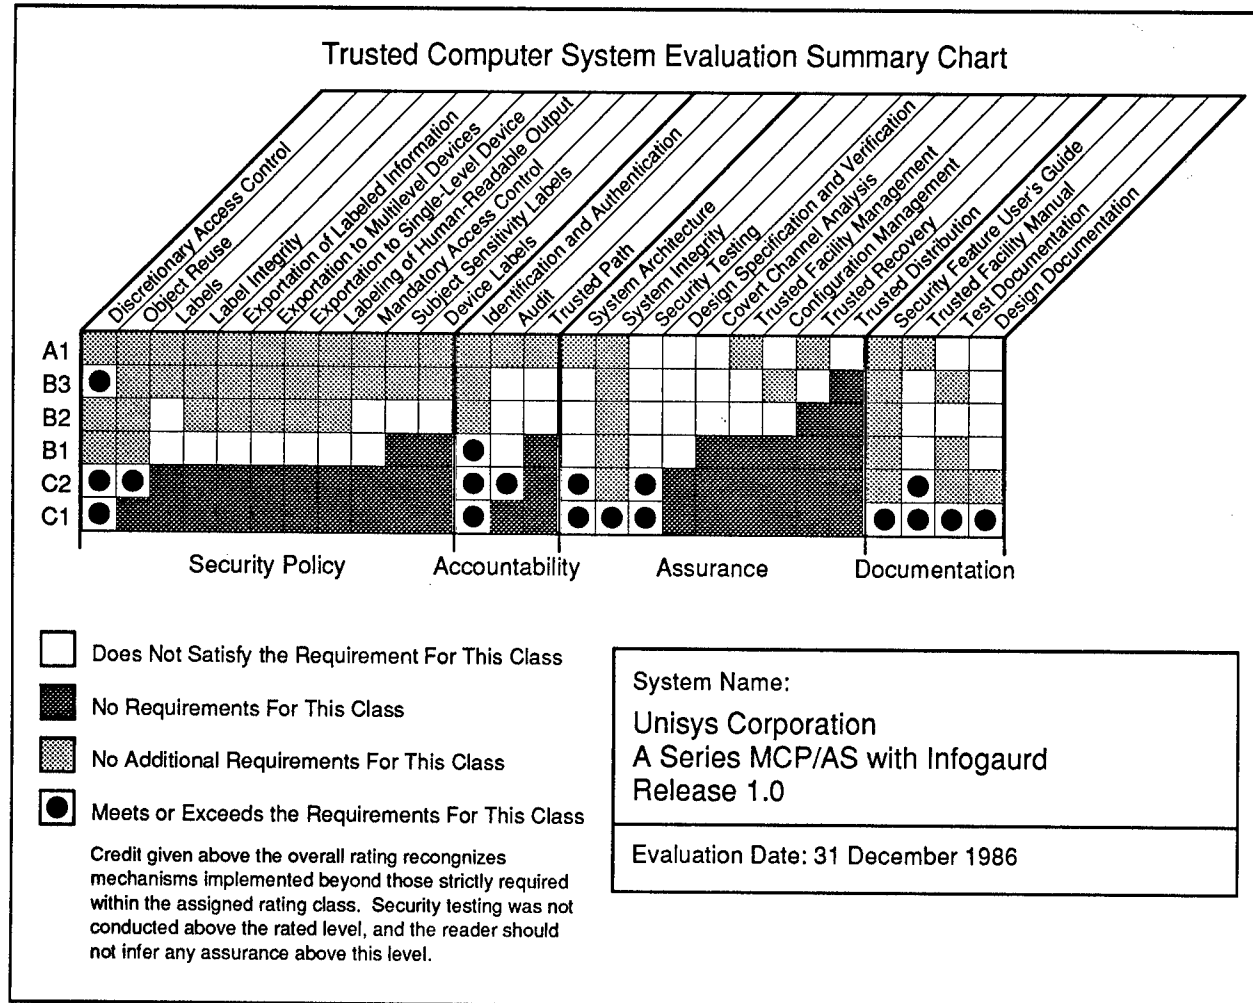 Trusted Computer System Evaluation Summary Chart
Discretionary Access Control
Object Reuse
Labels
Label Integrity
Exportation of Labeled Information
Exportation to Multilevel Devices
Exportation to Single-Level Device
Labeling of Human-Readable Output
Mandatory Access Control
Subject Sensitivity Labels
Device Labels
Identification and Authentication
Audit
Trusted Path
System Architecture
System Integrity
Security Testing
Design Specification and Verification
Covert Channel Analysis
Trusted Facility Management
Configuration Management
Trusted Recovery
Trusted Distribution
Security Feature User's Guide
Trusted Facility Manual
Test Documentation
Design Documentation
A1
B3
B2
B1
C2
C1
Security Policy
Accountability
Assurance
Documentation
Does Not Satisfy the Requirement For This Class
No Requirements For This Class
No Additional Requirements For This Class
Meets or Exceeds the Requirements For This Class
Credit given above the overall rating recongnizes
mechanisms implemented beyond those strictly required
within the assigned rating class. Security testing was not
conducted above the rated level, and the reader should
not infer any assurance above this level.
System Name:
Unisys Corporation
A Series MCP/AS with Infogaurd
Release 1.0
Evaluation Date: 31 December 1986